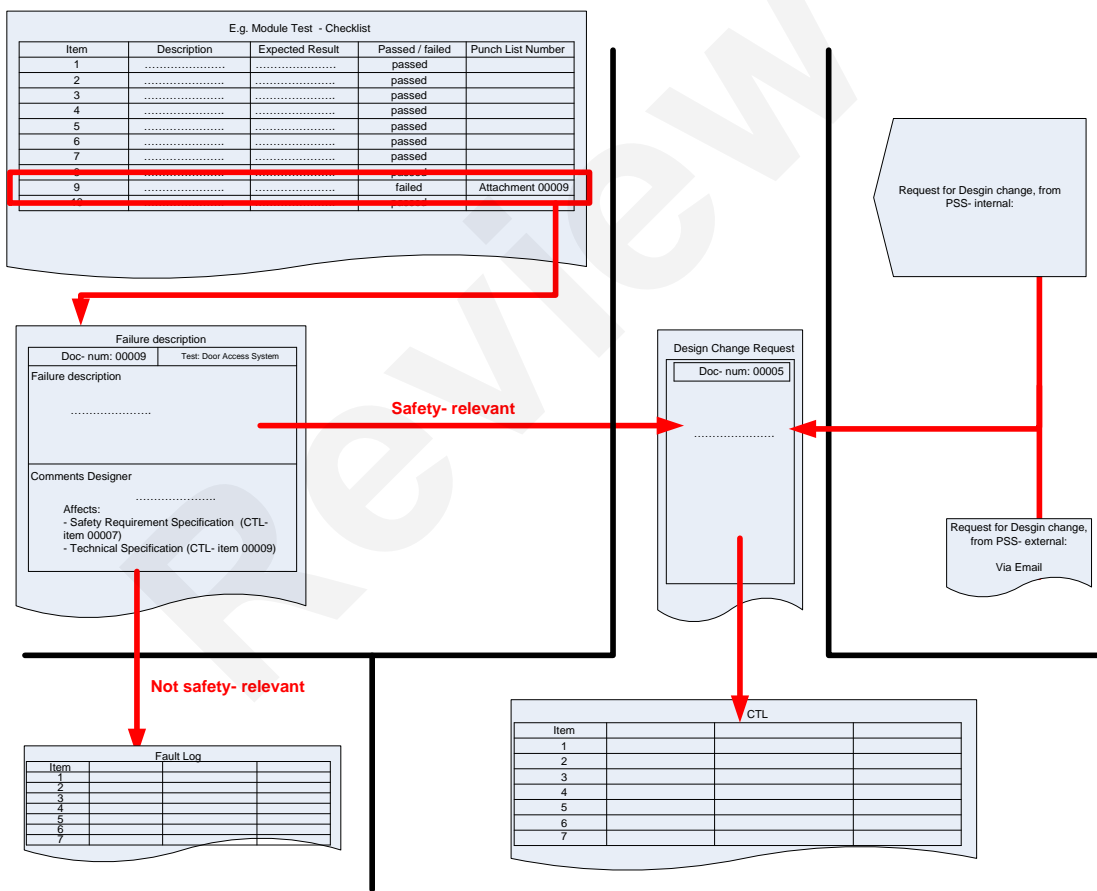 E.g. Module Test - Checklist
Item Description Expected Result Passed / failed Punch List Number
1 ...................... ...................... passed
2 ...................... ...................... passed
3 ...................... ...................... passed
4 ...................... ...................... passed
5 ...................... ...................... passed
6 ...................... ...................... passed
7 ...................... ...................... passed
8 ...................... ...................... passed
9 ...................... ...................... failed Attachment 00009
10 ...................... ...................... passed
Request for Desgin change, from
PSS- internal:
Failure description
Doc- num: 00009 Test: Door Access System
Failure description
......................
Comments Designer
......................
Affects:
- Safety Requirement Specification (CTL-
item 00007)
- Technical Specification (CTL- item 00009)
Safety- relevant
Design Change Request
Doc- num: 00005
......................
Request for Desgin change,
from PSS- external:
Via Email
Not safety- relevant
Fault Log
Item
1
2
3
4
5
6
7
CTL
Item
1
2
3
4
5
6
7
Review